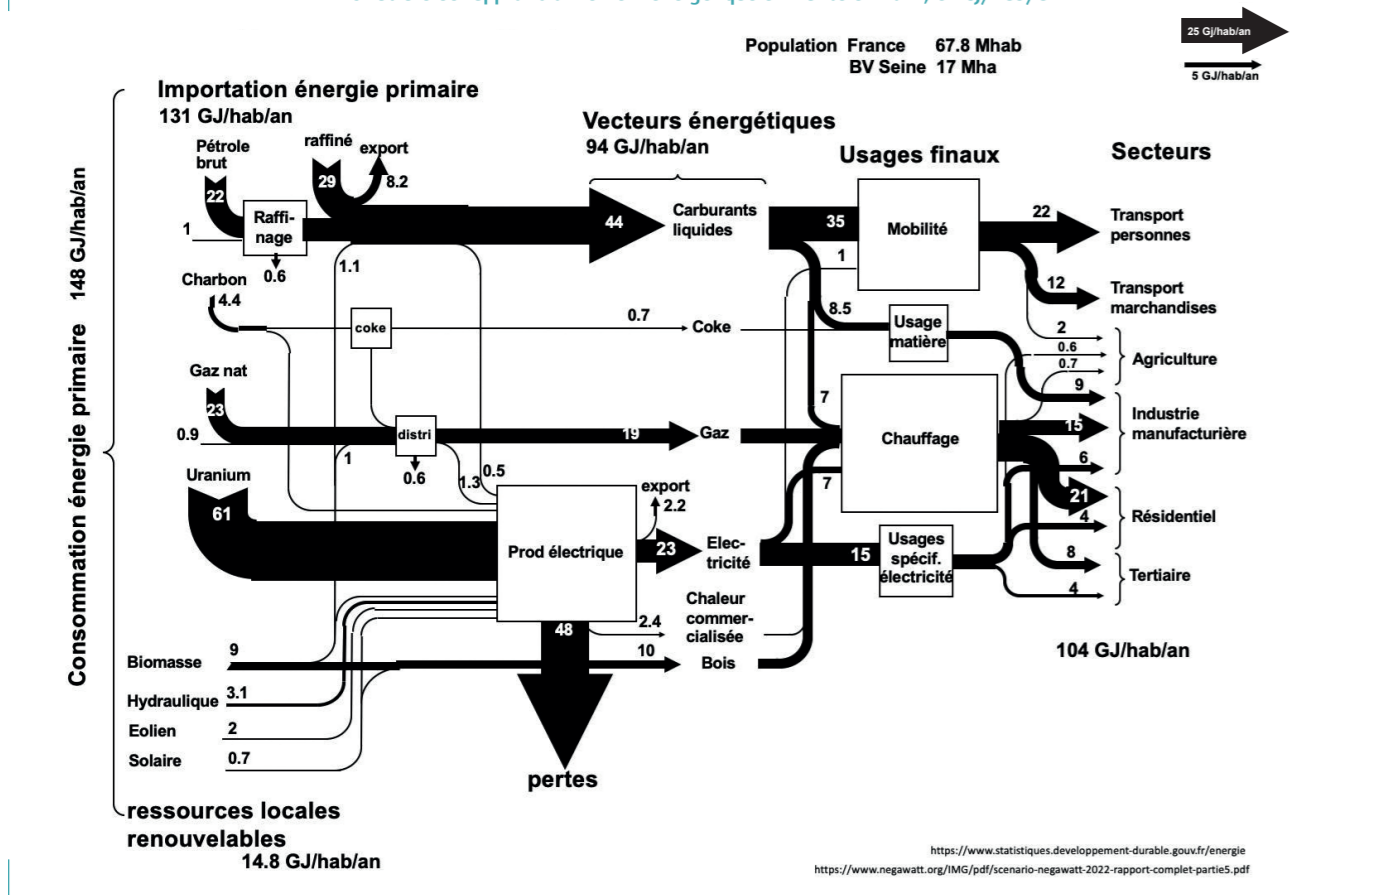 Population France 67.8 Mhab
BV Seine 17 Mha
25 Gj/hab/an
5 GJ/hab/an
Importation énergie primaire
131 GJ/hab/an
Vecteurs énergétiques
94 GJ/hab/an
Usages finaux
Secteurs
Consommation énergie primaire 148 GJ/hab/an
Pétrole
brut
raffiné
export
22
29
8.2
1
Raffi-
nage
0.6
1.1
44
Carburants
liquides
35
Mobilité
1
22
Transport
personnes
12
Transport
marchandises
Charbon
4.4
coke
0.7
Coke
8.5
Usage
matière
2
0.6
0.7
Agriculture
9
Gaz nat
23
0.9
distri
0.6
1
1.3
0.5
19
Gaz
7
Chauffage
7
15
Industrie
manufacturière
6
Uranium
61
Prod électrique
export
2.2
23
Elec-
tricité
15
Usages
spécif.
électricité
21
4
Résidentiel
8
4
Tertiaire
48
2.4
Chaleur
commer-
cialisée
10
Bois
104 GJ/hab/an
Biomasse
9
Hydraulique
3.1
Eolien
2
Solaire
0.7
pertes
ressources locales
renouvelables
14.8 GJ/hab/an
https://www.statistiques.developpement-durable.gouv.fr/energie
https://www.negawatt.org/IMG/pdf/scenario-negawatt-2022-rapport-complet-partie5.pdf